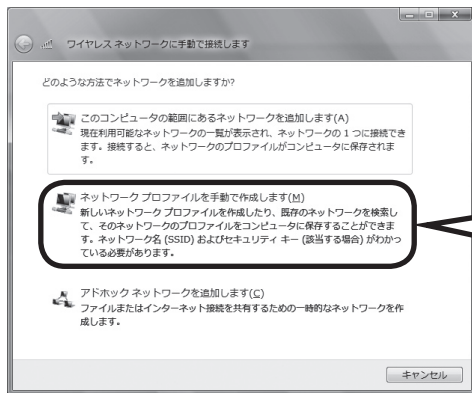 ワイヤレス ネットワークに手動で接続します
どのような方法でネットワークを追加しますか?
このコンピュータの範囲にあるネットワークを追加します(A)
現在利用可能なネットワークの一覧が表示され、ネットワークの 1 つに接続でき
ます。接続すると、ネットワークのプロファイルがコンピュータに保存されま
す。
ネットワーク プロファイルを手動で作成します(M)
新しいネットワーク プロファイルを作成したり、既存のネットワークを検索し
て、そのネットワークのプロファイルをコンピュータに保存することができま
す。ネットワーク名 (SSID) およびセキュリティ キー (該当する場合) がわかっ
ている必要があります。
アドホック ネットワークを追加します(C)
ファイルまたはインターネット接続を共有するための一時的なネットワークを作
成します。
キャンセル